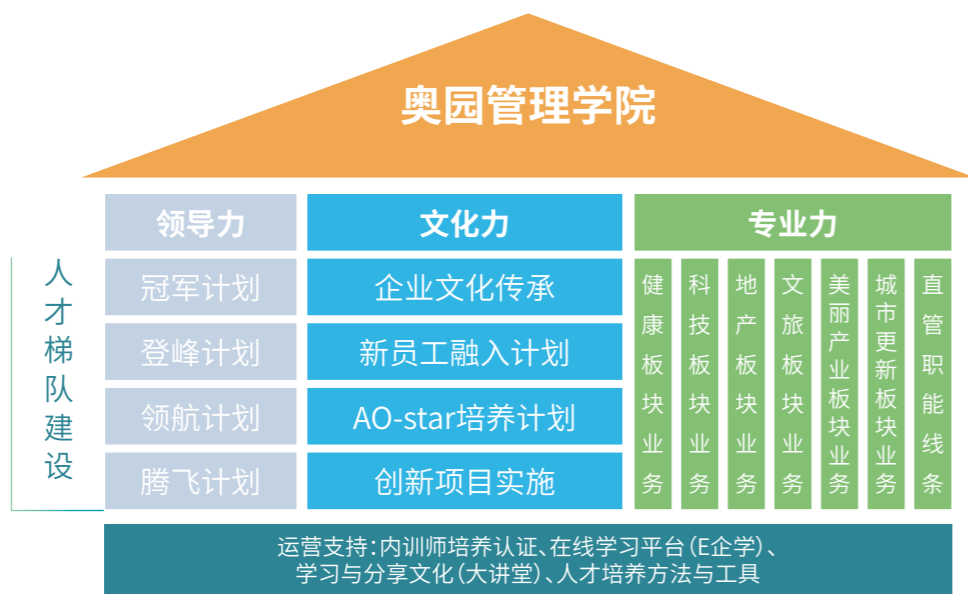 奥园管理学院
领导力
文化力
专业力
人才梯队建设
冠军计划
登峰计划
领航计划
腾飞计划
企业文化传承
新员工融入计划
AO-star培养计划
创新项目实施
健康板块业务
科技板块业务
地产板块业务
文旅板块业务
美丽产业板块业务
城市更新板块业务
直管职能线条
运营支持：内训师培养认证、在线学习平台（E企学）、
学习与分享文化（大讲堂）、人才培养方法与工具